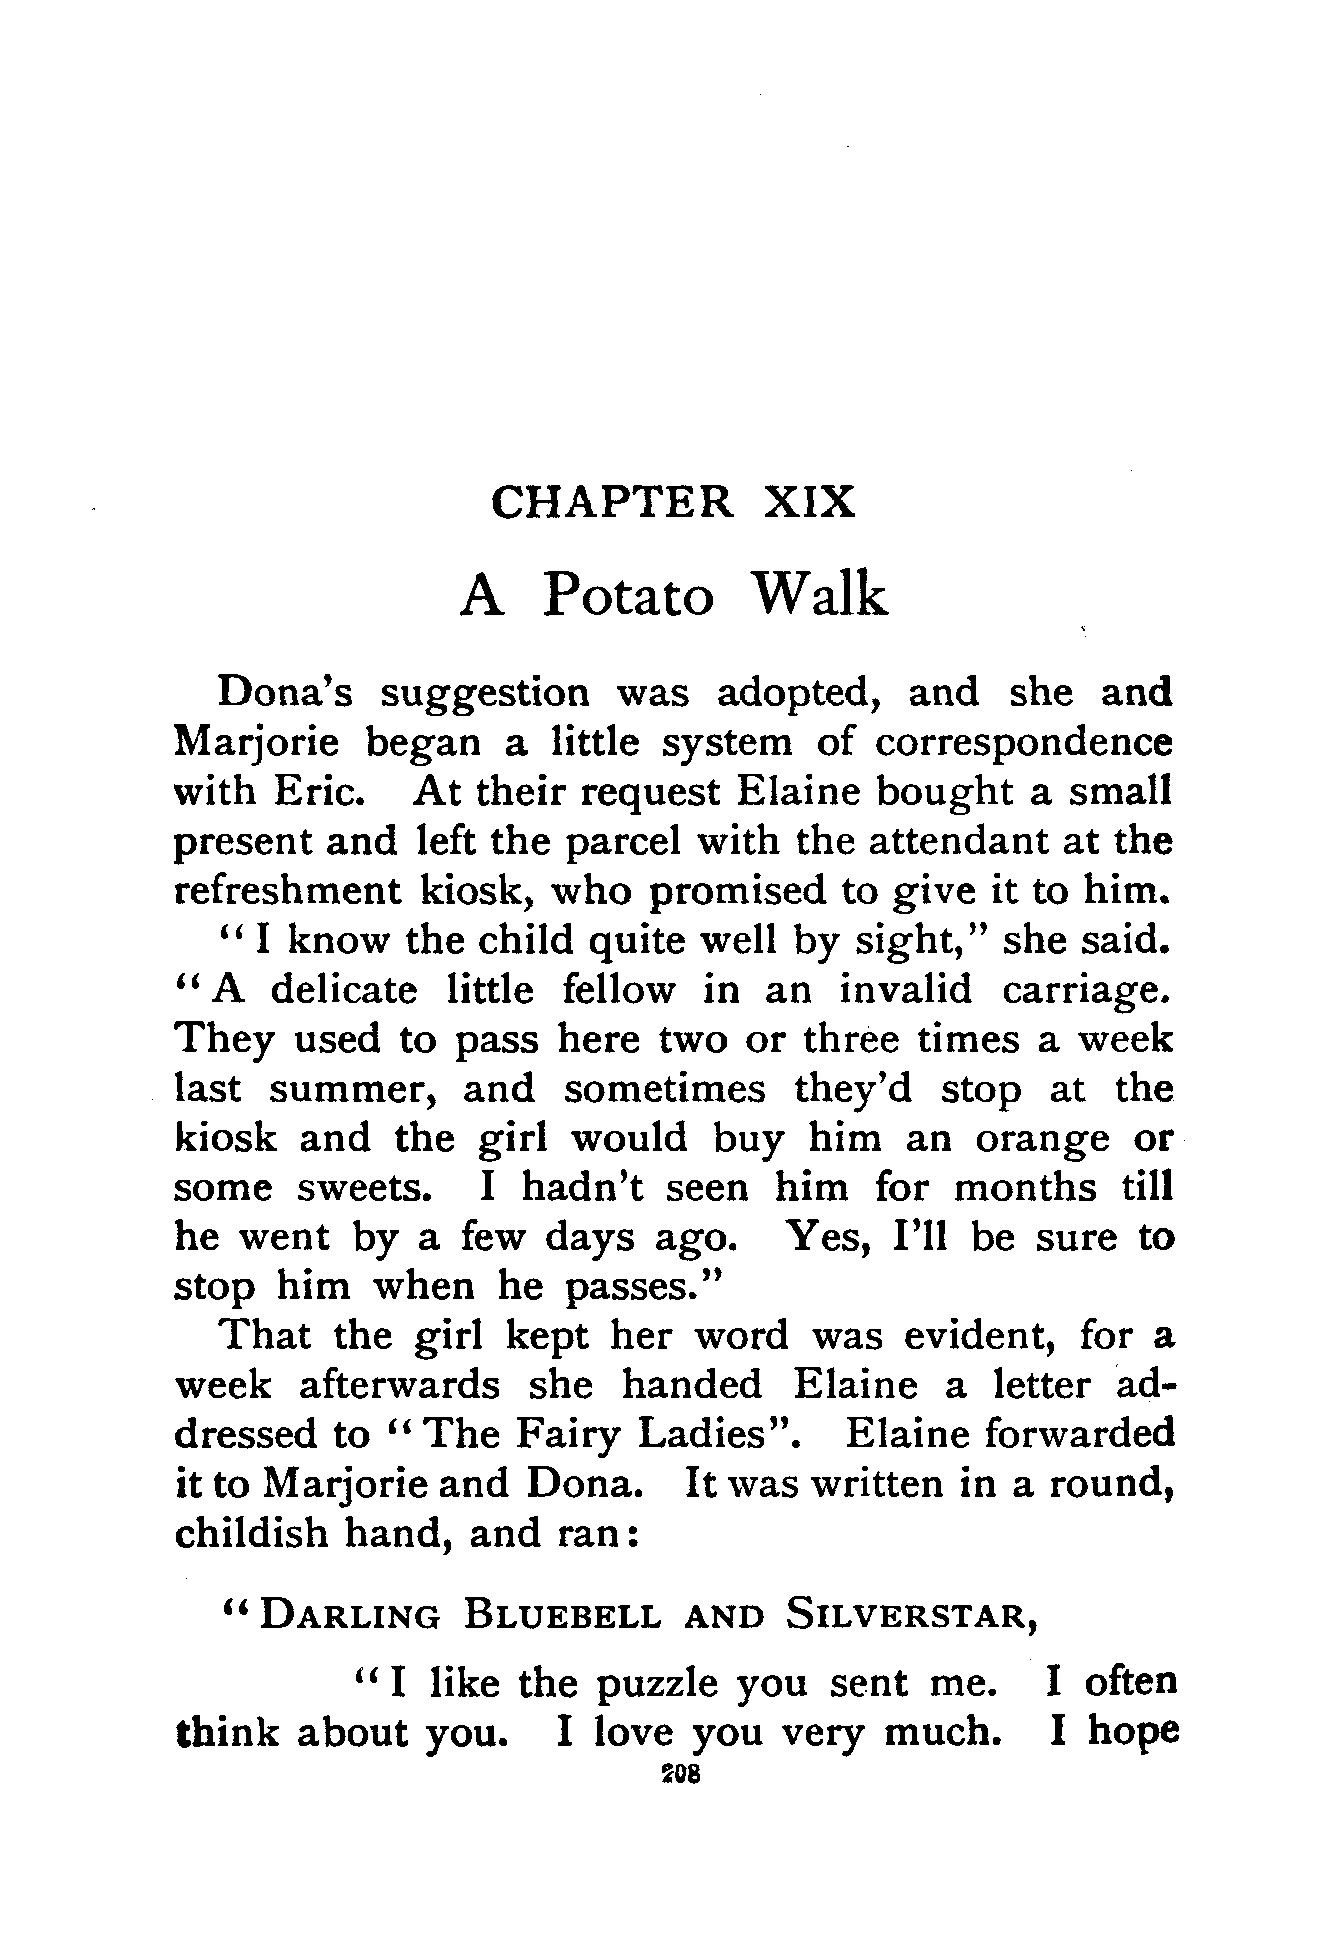 CHAPTER XIX
A Potato Walk
Dona's suggestion was adopted, and she and
Marjorie began a little system of correspondence
with Eric. At their request Elaine bought a small
present and left the parcel with the attendant at the
refreshment kiosk, who promised to give it to him.
“I know the child quite well by sight,” she said.
“A delicate little fellow in an invalid carriage.
They used to pass here two or three times a week
last summer, and sometimes they'd stop at the
kiosk and the girl would buy him an orange or
some sweets. I hadn't seen him for months till
he went by a few days ago. Yes, I'll be sure to
stop him when he passes.”
That the girl kept her word was evident, for a
week afterwards she handed Elaine a letter ad-
dressed to “The Fairy Ladies”. Elaine forwarded
it to Marjorie and Dona. It was written in a round,
childish hand, and ran:
“DARLING BLUEBELL AND SILVERSTAR,
“I like the puzzle you sent me. I often
think about you. I love you very much. I hope
208